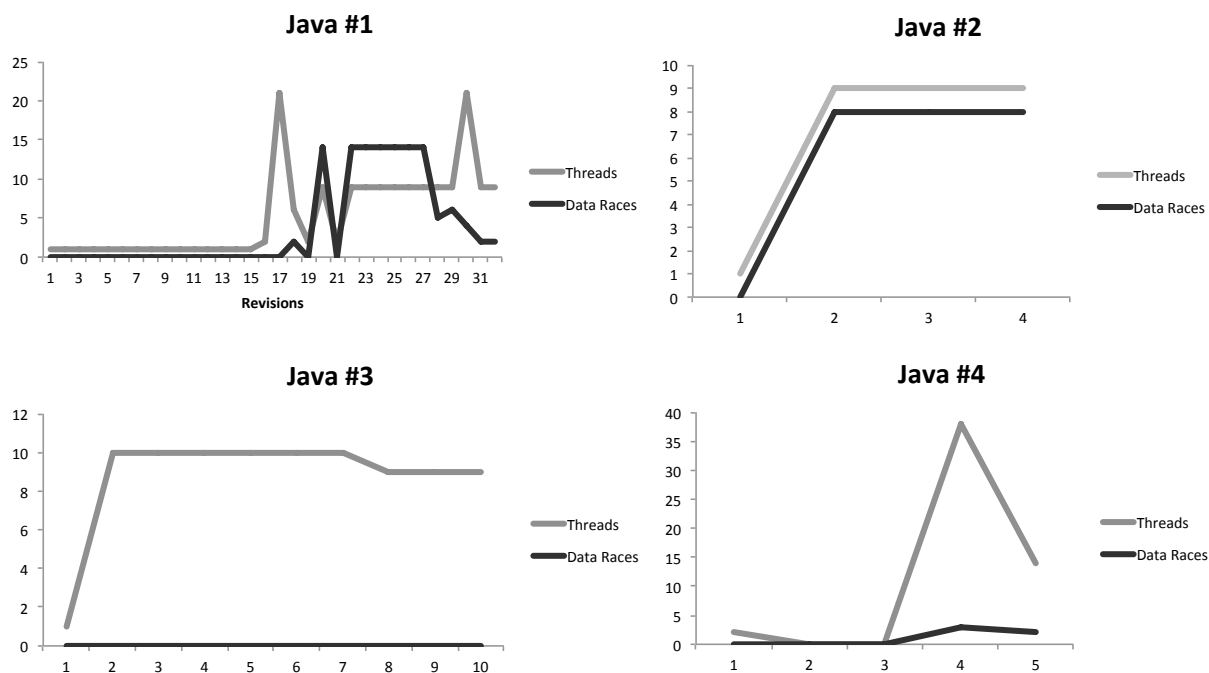 Java #1
25
20
15
10
5
0
1 3 5 7 9 11 13 15 17 19 21 23 25 27 29 31
Revisions
Threads
Data Races
Java #2
10
9
8
7
6
5
4
3
2
1
0
1 2 3 4
Threads
Data Races
Java #3
12
10
8
6
4
2
0
1 2 3 4 5 6 7 8 9 10
Threads
Data Races
Java #4
40
35
30
25
20
15
10
5
0
1 2 3 4 5
Threads
Data Races